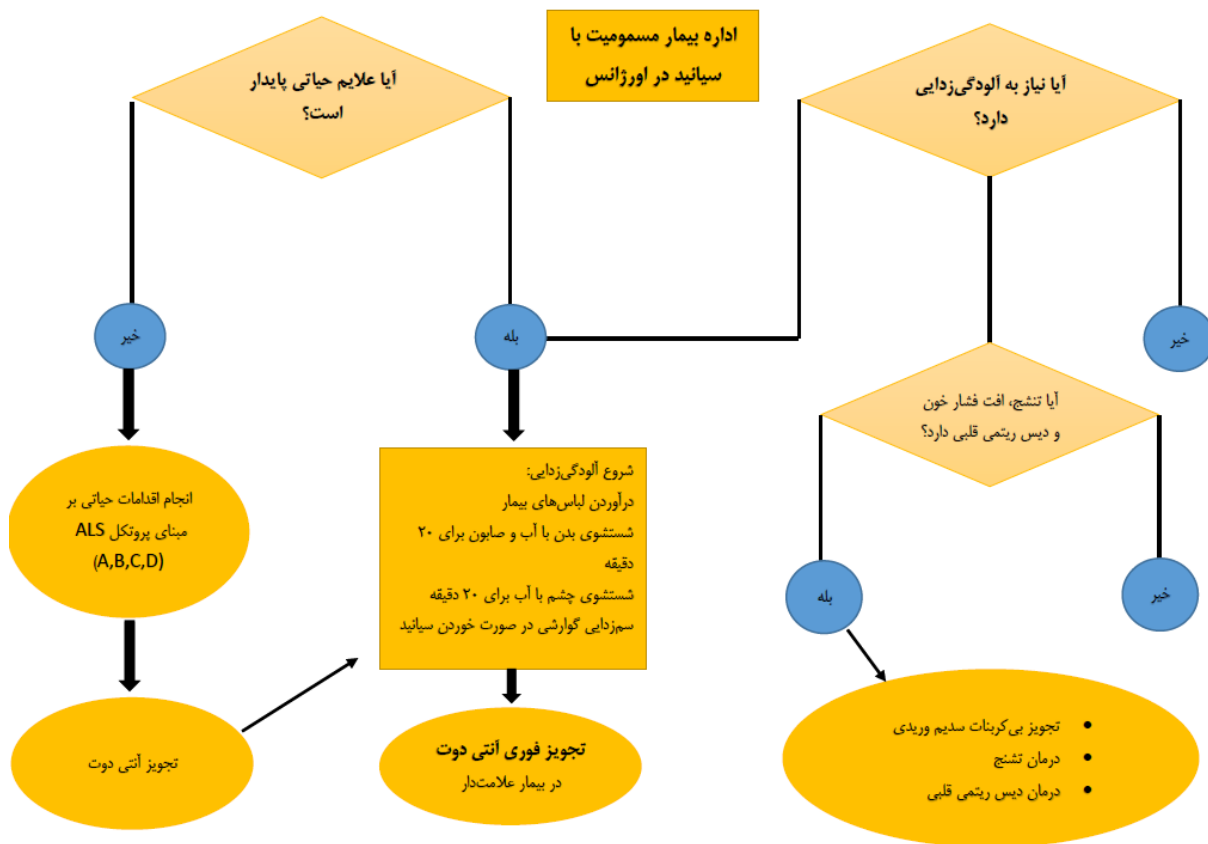 اداره بیمار مسمومیت با
سیانید در اورژانس
آیا نیاز به آلودگی‌زدایی
دارد؟
آیا علایم حیاتی پایدار
است؟
خیر
بله
خیر
آیا تنشج، افت فشار خون
و دیس ریتمی قلبی دارد؟
شروع آلودگی‌زدایی:
درآوردن لباس‌های بیمار
شستشوی بدن با آب و صابون برای ۲۰
دقیقه
شستشوی چشم با آب برای ۲۰ دقیقه
سم‌زدایی گوارشی در صورت خوردن سیانید
انجام اقدامات حیاتی بر
مبنای پروتکل ALS
(A,B,C,D)
خیر
بله
• تجویز بی‌کربنات سدیم وریدی
• درمان تشنج
• درمان دیس ریتمی قلبی
تجویز فوری آنتی دوت
در بیمار علامت‌دار
تجویز آنتی دوت